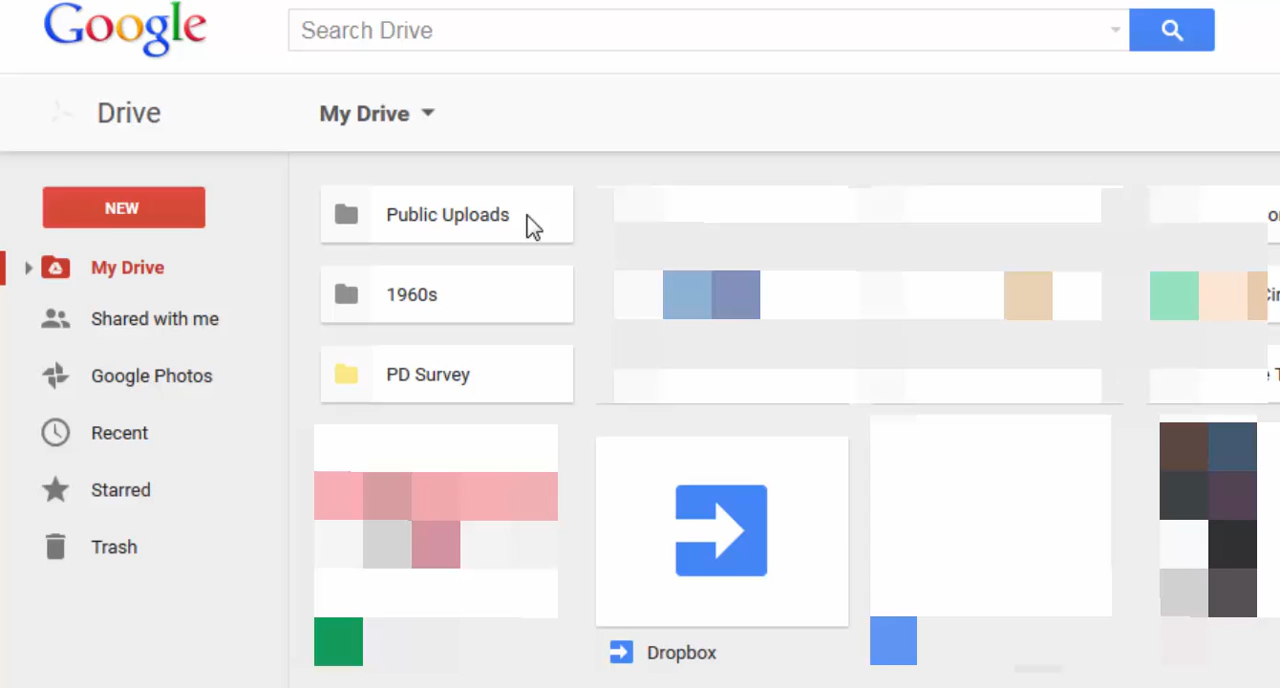 Google
Search Drive
Drive
My Drive
NEW
My Drive
Shared with me
Google Photos
Recent
Starred
Trash
Public Uploads
1960s
PD Survey
Dropbox